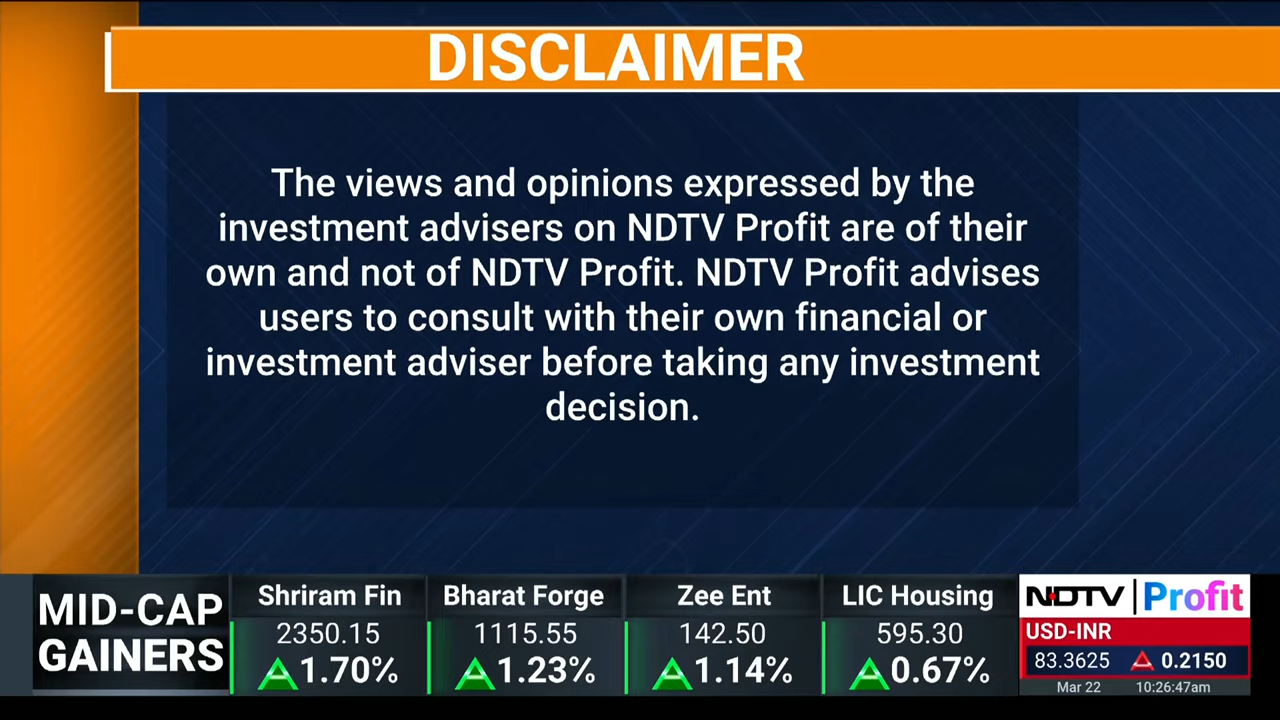 DISCLAIMER
The views and opinions expressed by the
investment advisers on NDTV Profit are of their
own and not of NDTV Profit. NDTV Profit advises
users to consult with their own financial or
investment adviser before taking any investment
decision.
MID-CAP
GAINERS
Shriram Fin
2350.15
1.70%
Bharat Forge
1115.55
1.23%
Zee Ent
142.50
1.14%
LIC Housing
595.30
0.67%
NDTV Profit
USD-INR
83.3625 0.2150
Mar 22 10:26:47am